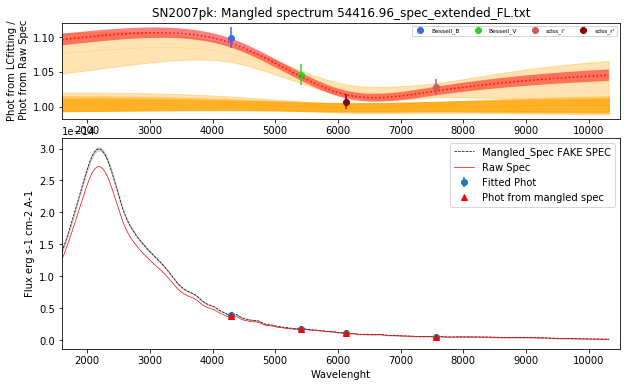 SN2007pk: Mangled spectrum 54416.96_spec_extended_FL.txt
Phot from LCfitting /
Phot from Raw Spec
1.10
1.05
1.00
Bessell_B
Bessell_V
sdss_i'
sdss_r'
2000 3000 4000 5000 6000 7000 8000 9000 10000
1e−14
Flux erg s-1 cm-2 A-1
3.0
2.5
2.0
1.5
1.0
0.5
0.0
Mangled_Spec FAKE SPEC
Raw Spec
Fitted Phot
Phot from mangled spec
2000 3000 4000 5000 6000 7000 8000 9000 10000
Wavelenght